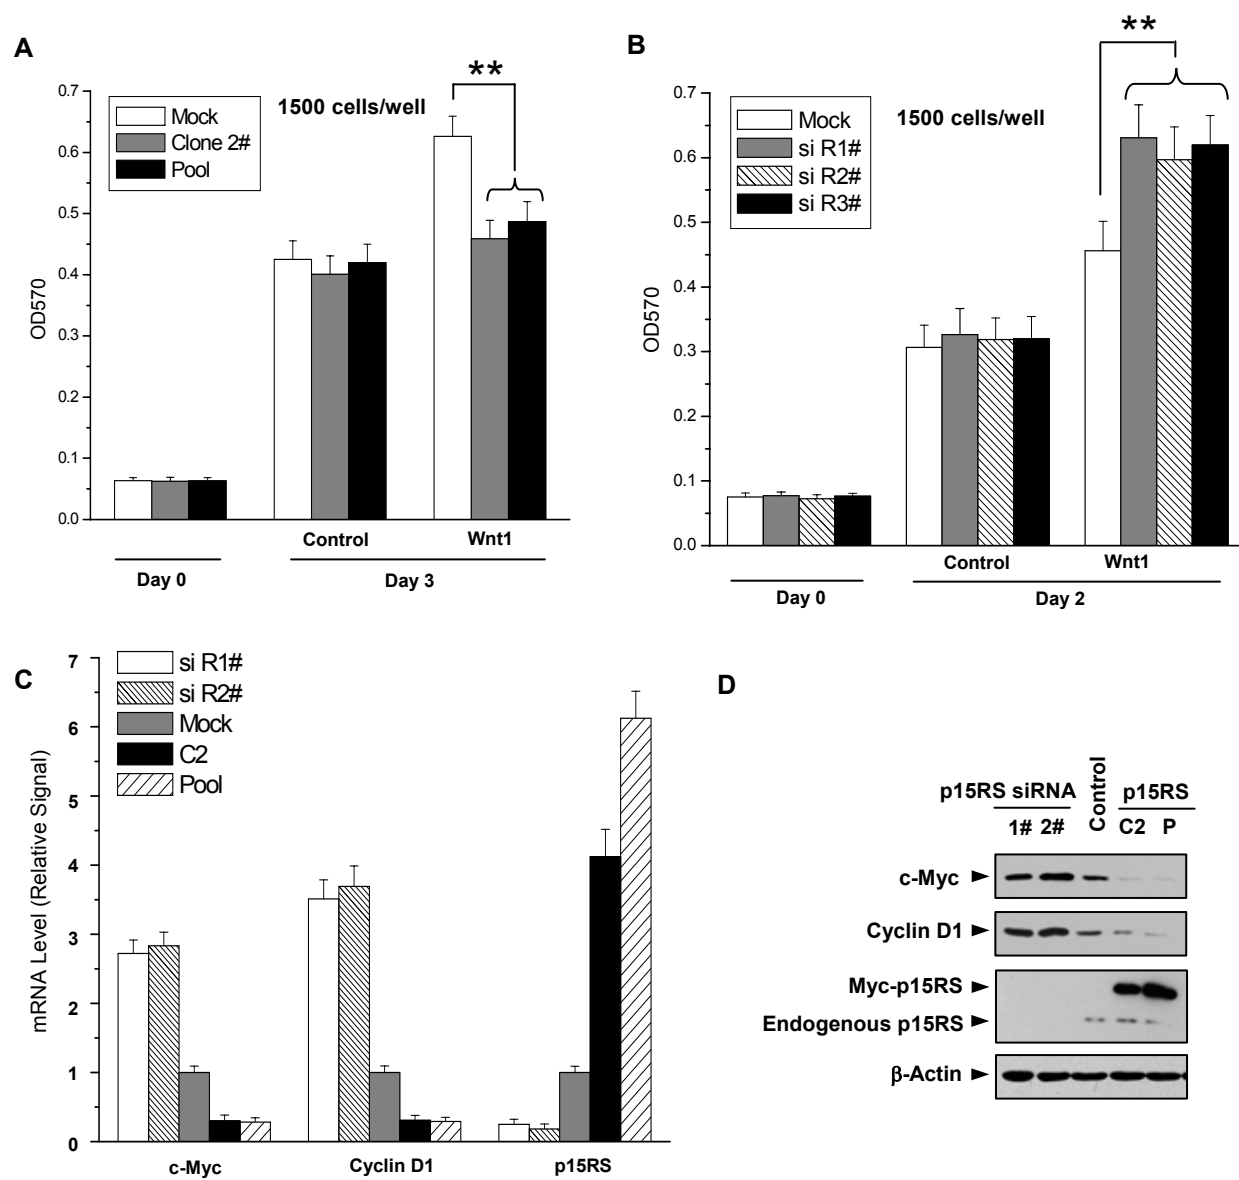 A
**
0.7
0.6
0.5
0.4
0.3
0.2
0.1
0.0
OD570
Mock
Clone 2#
Pool
1500 cells/well
Control
Wnt1
Day 0
Day 3
B
**
0.7
0.6
0.5
0.4
0.3
0.2
0.1
0.0
OD570
Mock
si R1#
si R2#
si R3#
1500 cells/well
Control
Wnt1
Day 0
Day 2
C
7
6
5
4
3
2
1
0
mRNA Level (Relative Signal)
si R1#
si R2#
Mock
C2
Pool
c-Myc
Cyclin D1
p15RS
D
p15RS siRNA
Control
p15RS
1# 2#
C2 P
c-Myc
Cyclin D1
Myc-p15RS
Endogenous p15RS
β-Actin